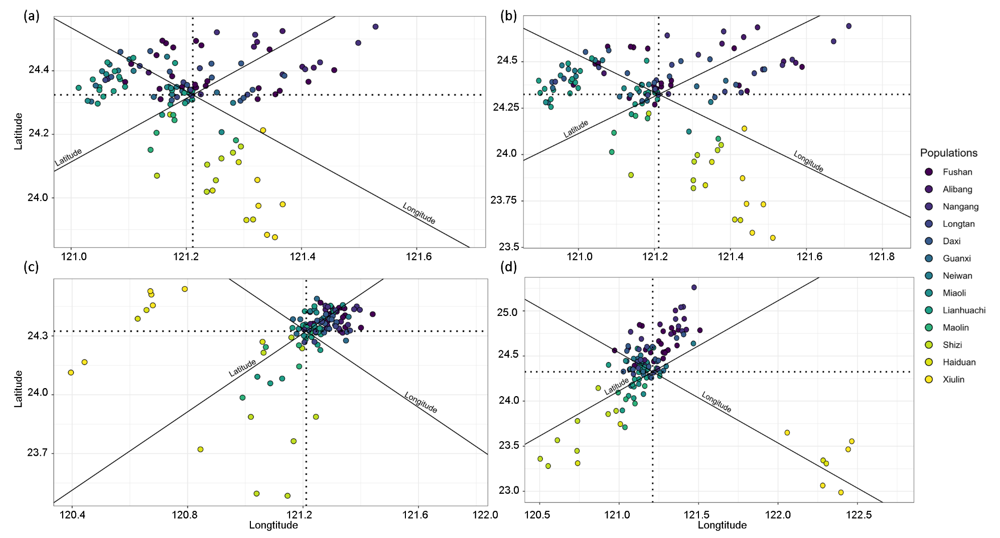 (a)
(b)
24.4
24.2
24.0
Latitude
Latitude
Longitude
121.0
121.2
121.4
121.6
24.5
24.25
24.0
23.75
23.5
Latitude
Longitude
121.0
121.2
121.4
121.6
121.8
(c)
(d)
24.3
24.0
23.7
Latitude
Latitude
Longitude
120.4
120.8
121.2
121.6
122.0
Longtitude
25.0
24.5
24.0
23.5
23.0
Latitude
Longitude
120.5
121.0
121.5
122.0
122.5
Longtitude
Populations
Fushan
Alibang
Nangang
Longtan
Daxi
Guanxi
Neiwan
Miaoli
Lianhuachi
Maolin
Shizi
Haiduan
Xiulin